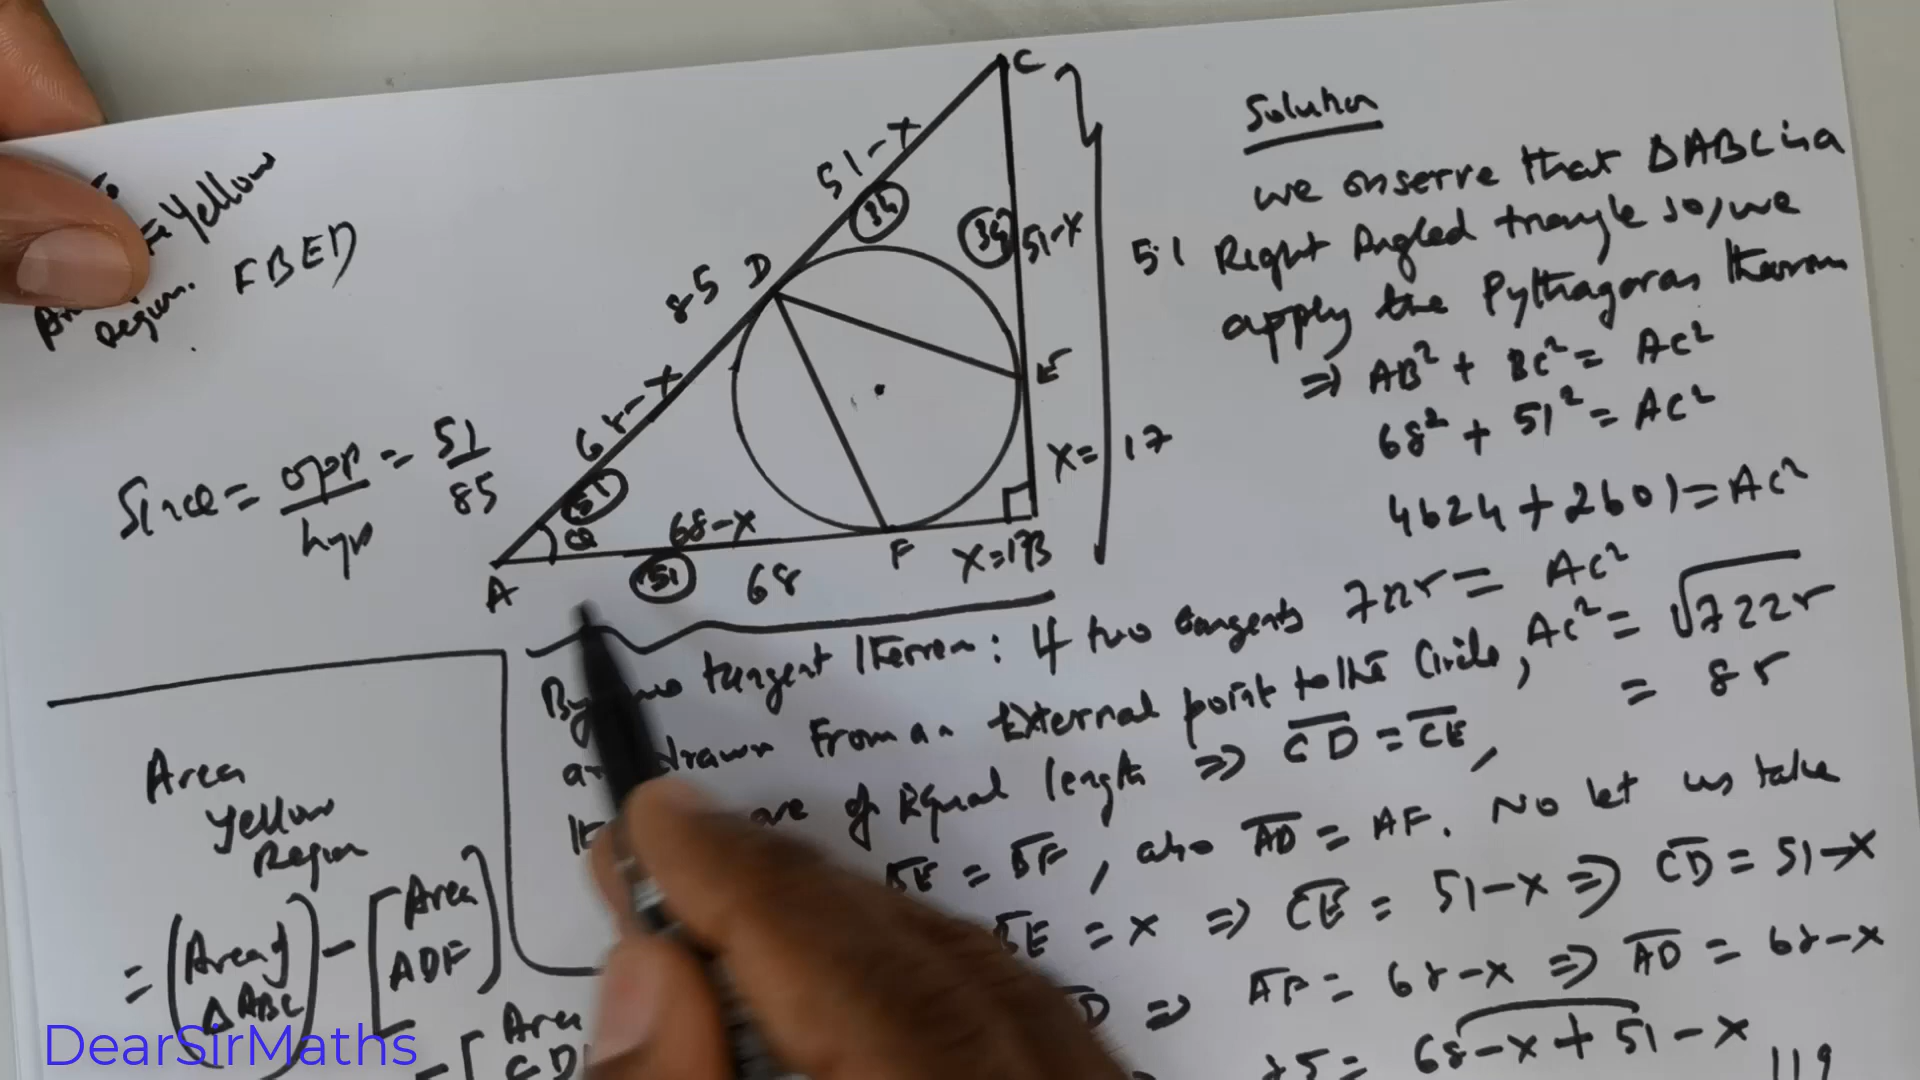 Yellow
region. FBED
C
51-x
34
34
51-x
51
85
D
68-x
E
51
x= 17
68-x
A
51
68
F
x=17
B
= opp = 51
hyp 85
Solution
we onserve that ΔABC is a
Right Angled triangle so, we
apply the Pythagoras theorem
⇒ AB² + BC² = AC²
68² + 51² = AC²
4624 + 2601 = AC²
7225 = AC²
AC² = √7225
= 85
tangent : If two tangents
drawn From an External point to the Circle,
are of Equal length ⇒ CD = CE,
BE = BF, also AD = AF. No let us take
BE = x ⇒ CE = 51-x ⇒ CD = 51-x
⇒ AF = 68-x ⇒ AD = 68-x
85 = 68-x + 51-x
119
Area
Yellow
Region
= (Area of ΔABC) - [Area ADF]
- [Area
DearSirMaths